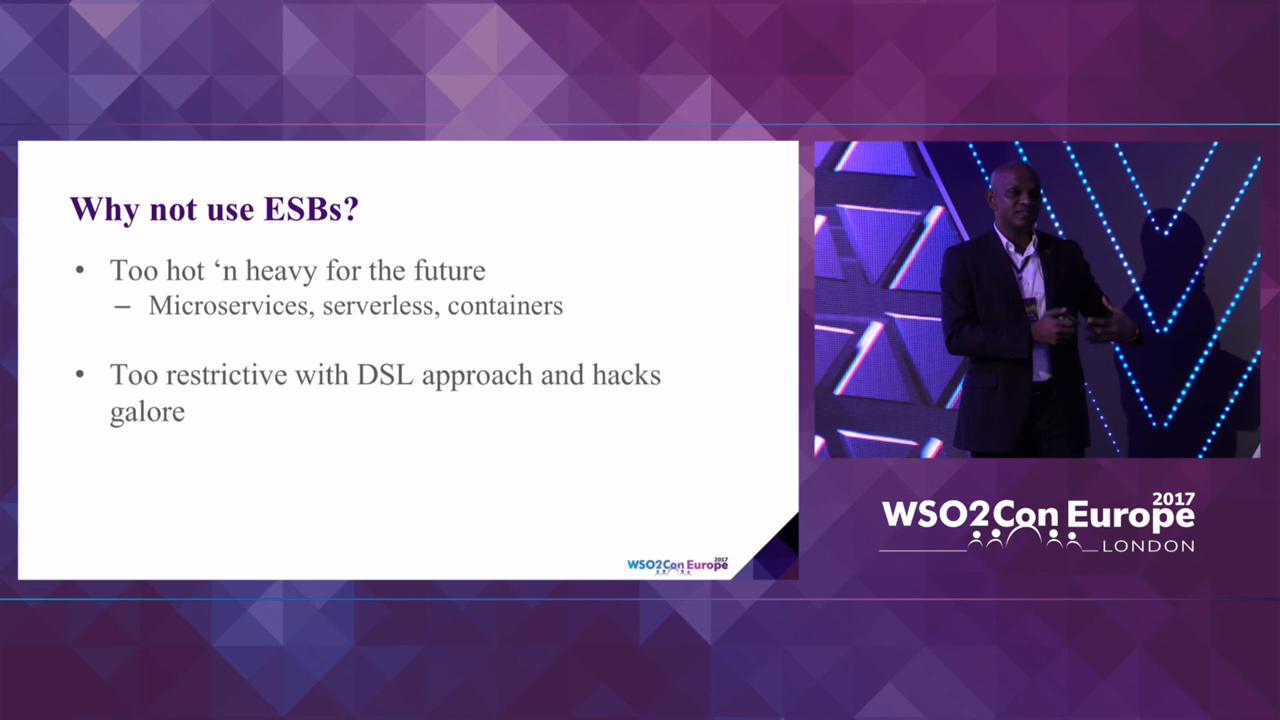 Why not use ESBs?
• Too hot ‘n heavy for the future
– Microservices, serverless, containers
• Too restrictive with DSL approach and hacks
galore
WSO2Con Europe 2017
WSO2Con Europe 2017
LONDON